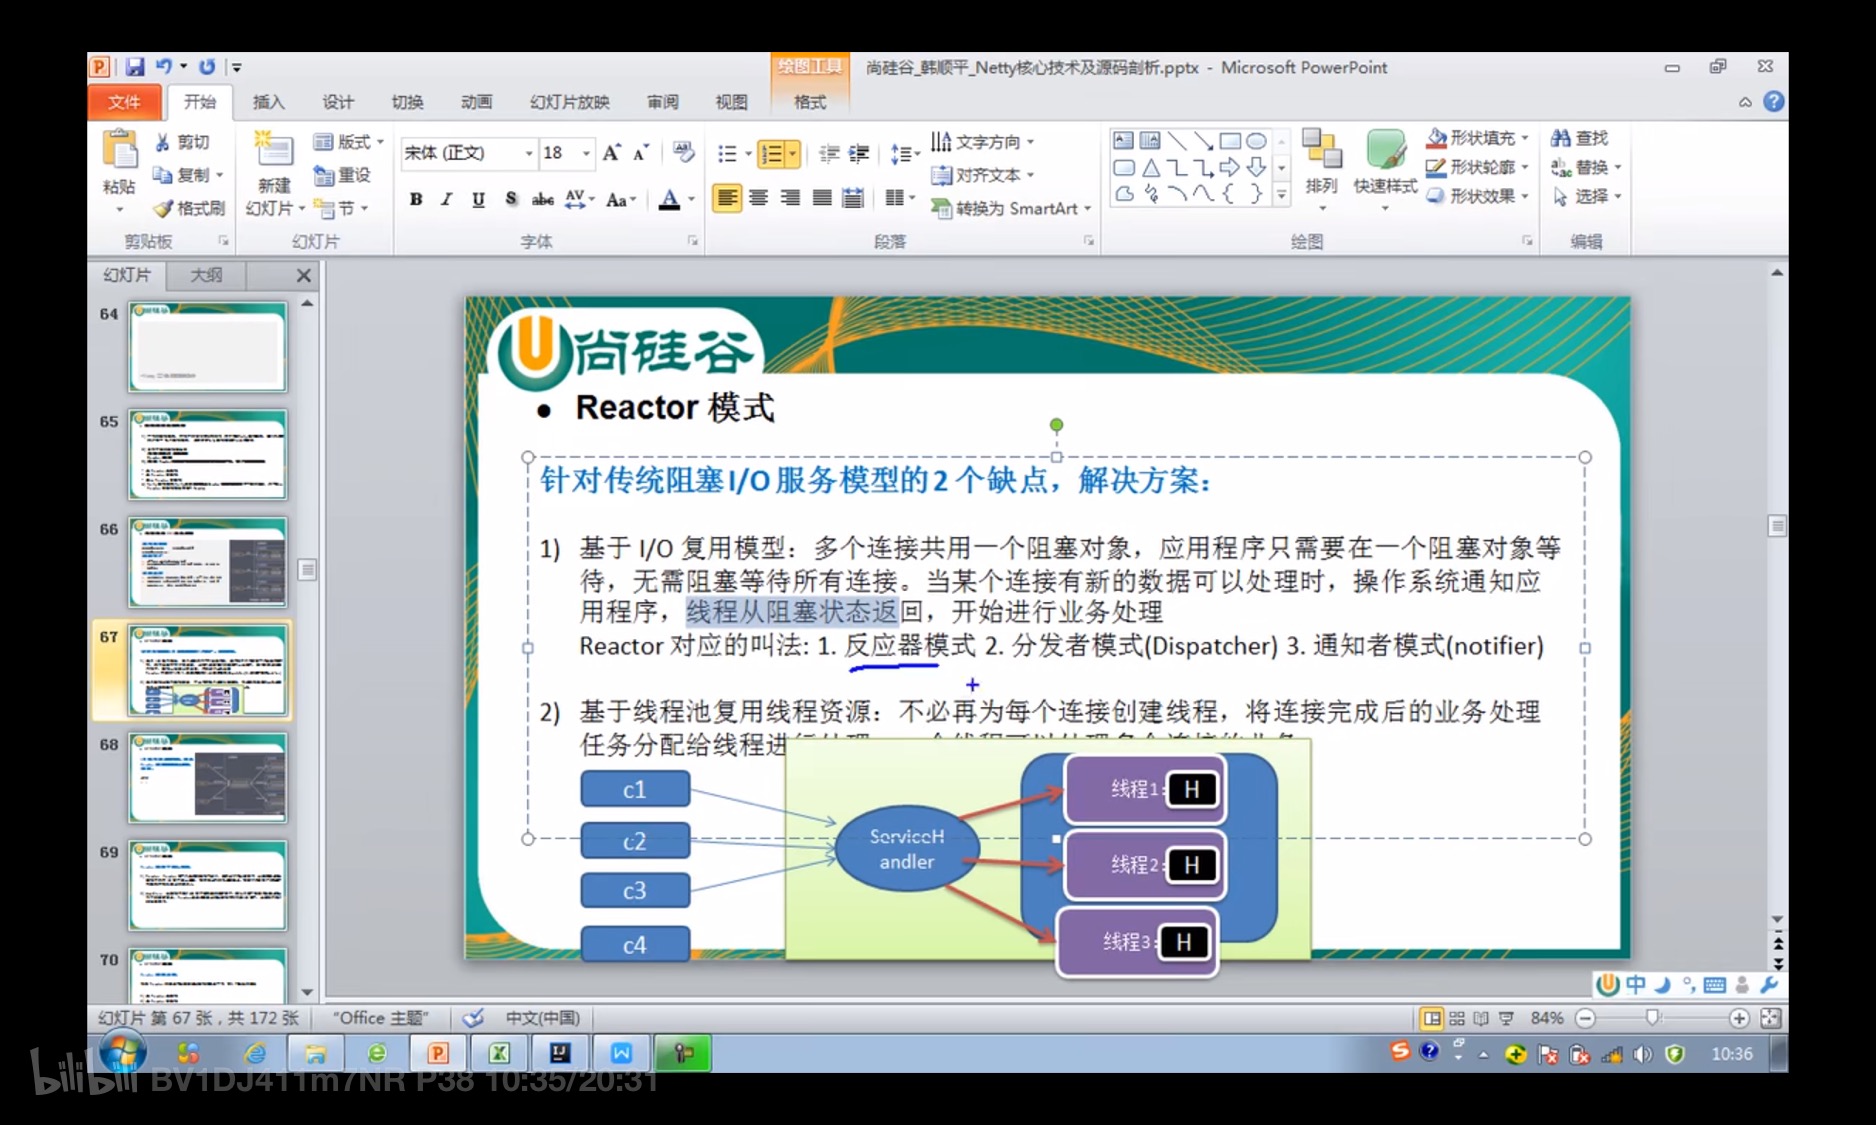 尚硅谷_韩顺平_Netty核心技术及源码剖析.pptx - Microsoft PowerPoint
绘图工具
文件 开始 插入 设计 切换 动画 幻灯片放映 审阅 视图 格式
粘贴 剪切 复制 格式刷
剪贴板
新建幻灯片 版式 重设 节
幻灯片
宋体 (正文) 18
B I U S abc AV Aa A
字体
文字方向
对齐文本
转换为 SmartArt
段落
排列 快速样式
形状填充
形状轮廓
形状效果
绘图
查找
替换
选择
编辑
幻灯片 大纲
64
65
66
67
68
69
70
尚硅谷
● Reactor 模式
针对传统阻塞 I/O 服务模型的 2 个缺点，解决方案：
1) 基于 I/O 复用模型：多个连接共用一个阻塞对象，应用程序只需要在一个阻塞对象等
待，无需阻塞等待所有连接。当某个连接有新的数据可以处理时，操作系统通知应
用程序，线程从阻塞状态返回，开始进行业务处理
Reactor 对应的叫法: 1. 反应器模式 2. 分发者模式(Dispatcher) 3. 通知者模式(notifier)
2) 基于线程池复用线程资源：不必再为每个连接创建线程，将连接完成后的业务处理
任务分配给线程进
c1
c2
c3
c4
ServiceH
andler
线程1: H
线程2: H
线程3: H
中
幻灯片 第 67 张，共 172 张 "Office 主题" 中文(中国) 84%
10:36
bilibili BV1DJ411m7NR P38 10:35/20:31